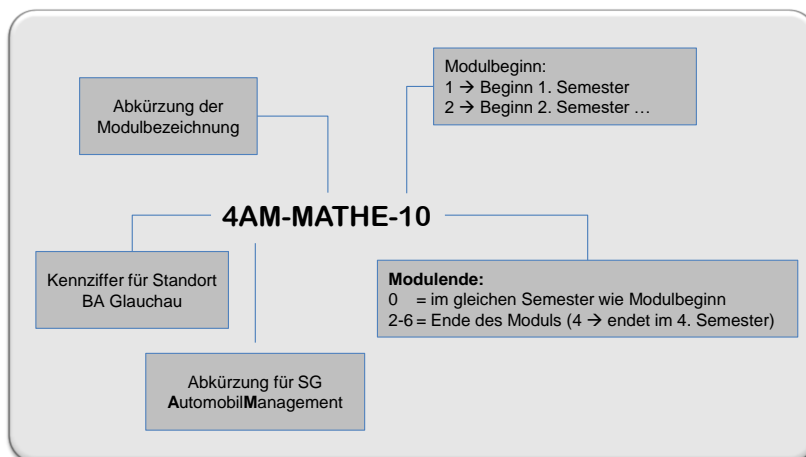 Modulbeginn:
1 → Beginn 1. Semester
2 → Beginn 2. Semester …
Abkürzung der
Modulbezeichnung
4AM-MATHE-10
Kennziffer für Standort
BA Glauchau
Modulende:
0 = im gleichen Semester wie Modulbeginn
2-6 = Ende des Moduls (4 → endet im 4. Semester)
Abkürzung für SG
AutomobilManagement